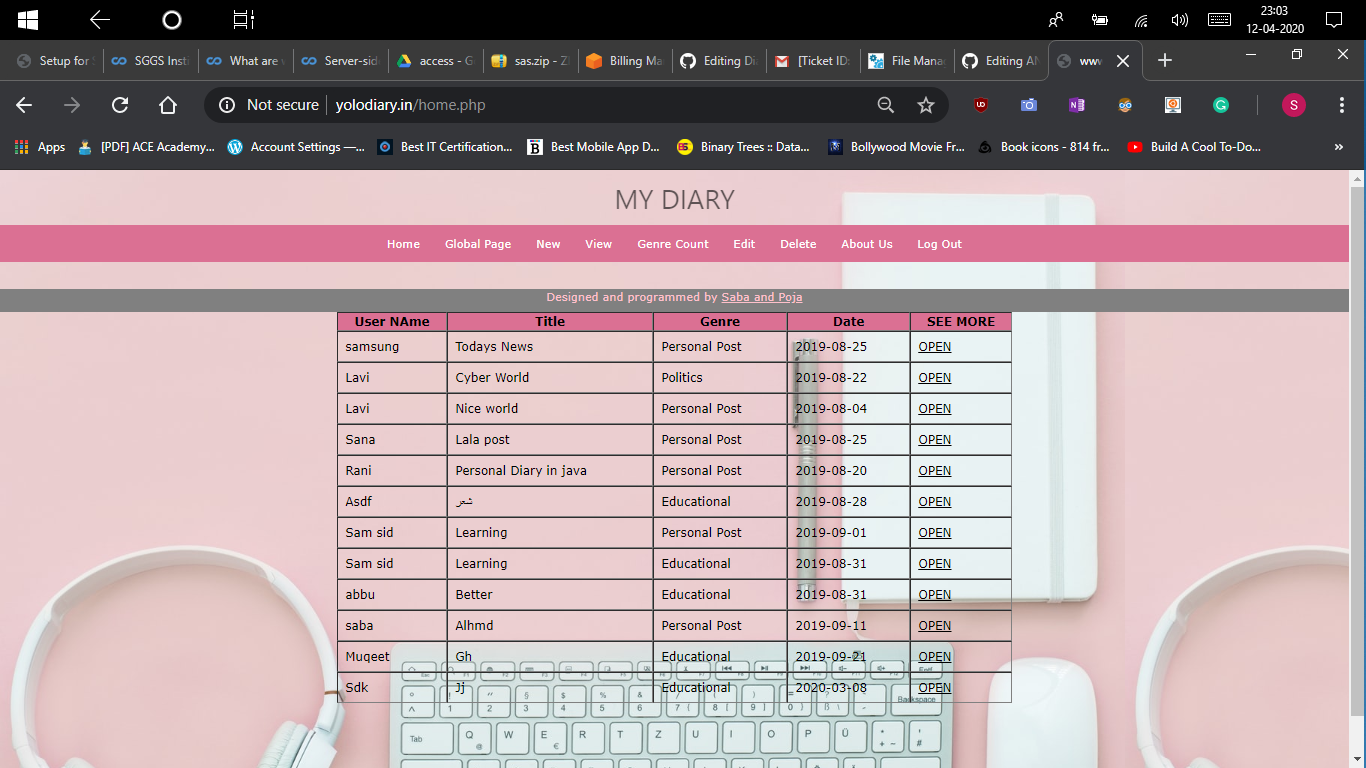 23:03
12-04-2020
Setup for S SGGS Insti What are v Server-sid access - G sas.zip - Z Billing Ma Editing Di [Ticket ID: File Manag Editing AN www
Not secure yolodiary.in/home.php S
Apps [PDF] ACE Academy... Account Settings —... Best IT Certification... Best Mobile App D... Binary Trees :: Data... Bollywood Movie Fr... Book icons - 814 fr... Build A Cool To-Do... »
MY DIARY
Home Global Page New View Genre Count Edit Delete About Us Log Out
Designed and programmed by Saba and Poja
User NAme Title Genre Date SEE MORE
samsung Todays News Personal Post 2019-08-25 OPEN
Lavi Cyber World Politics 2019-08-22 OPEN
Lavi Nice world Personal Post 2019-08-04 OPEN
Sana Lala post Personal Post 2019-08-25 OPEN
Rani Personal Diary in java Personal Post 2019-08-20 OPEN
Asdf شعر Educational 2019-08-28 OPEN
Sam sid Learning Personal Post 2019-09-01 OPEN
Sam sid Learning Educational 2019-08-31 OPEN
abbu Better Educational 2019-08-31 OPEN
saba Alhmd Personal Post 2019-09-11 OPEN
Muqeet Gh Educational 2019-09-21 OPEN
Sdk Jj Educational 2020-03-08 OPEN
Backspace
Tab Q @ W E € R T Z U I O P Ü